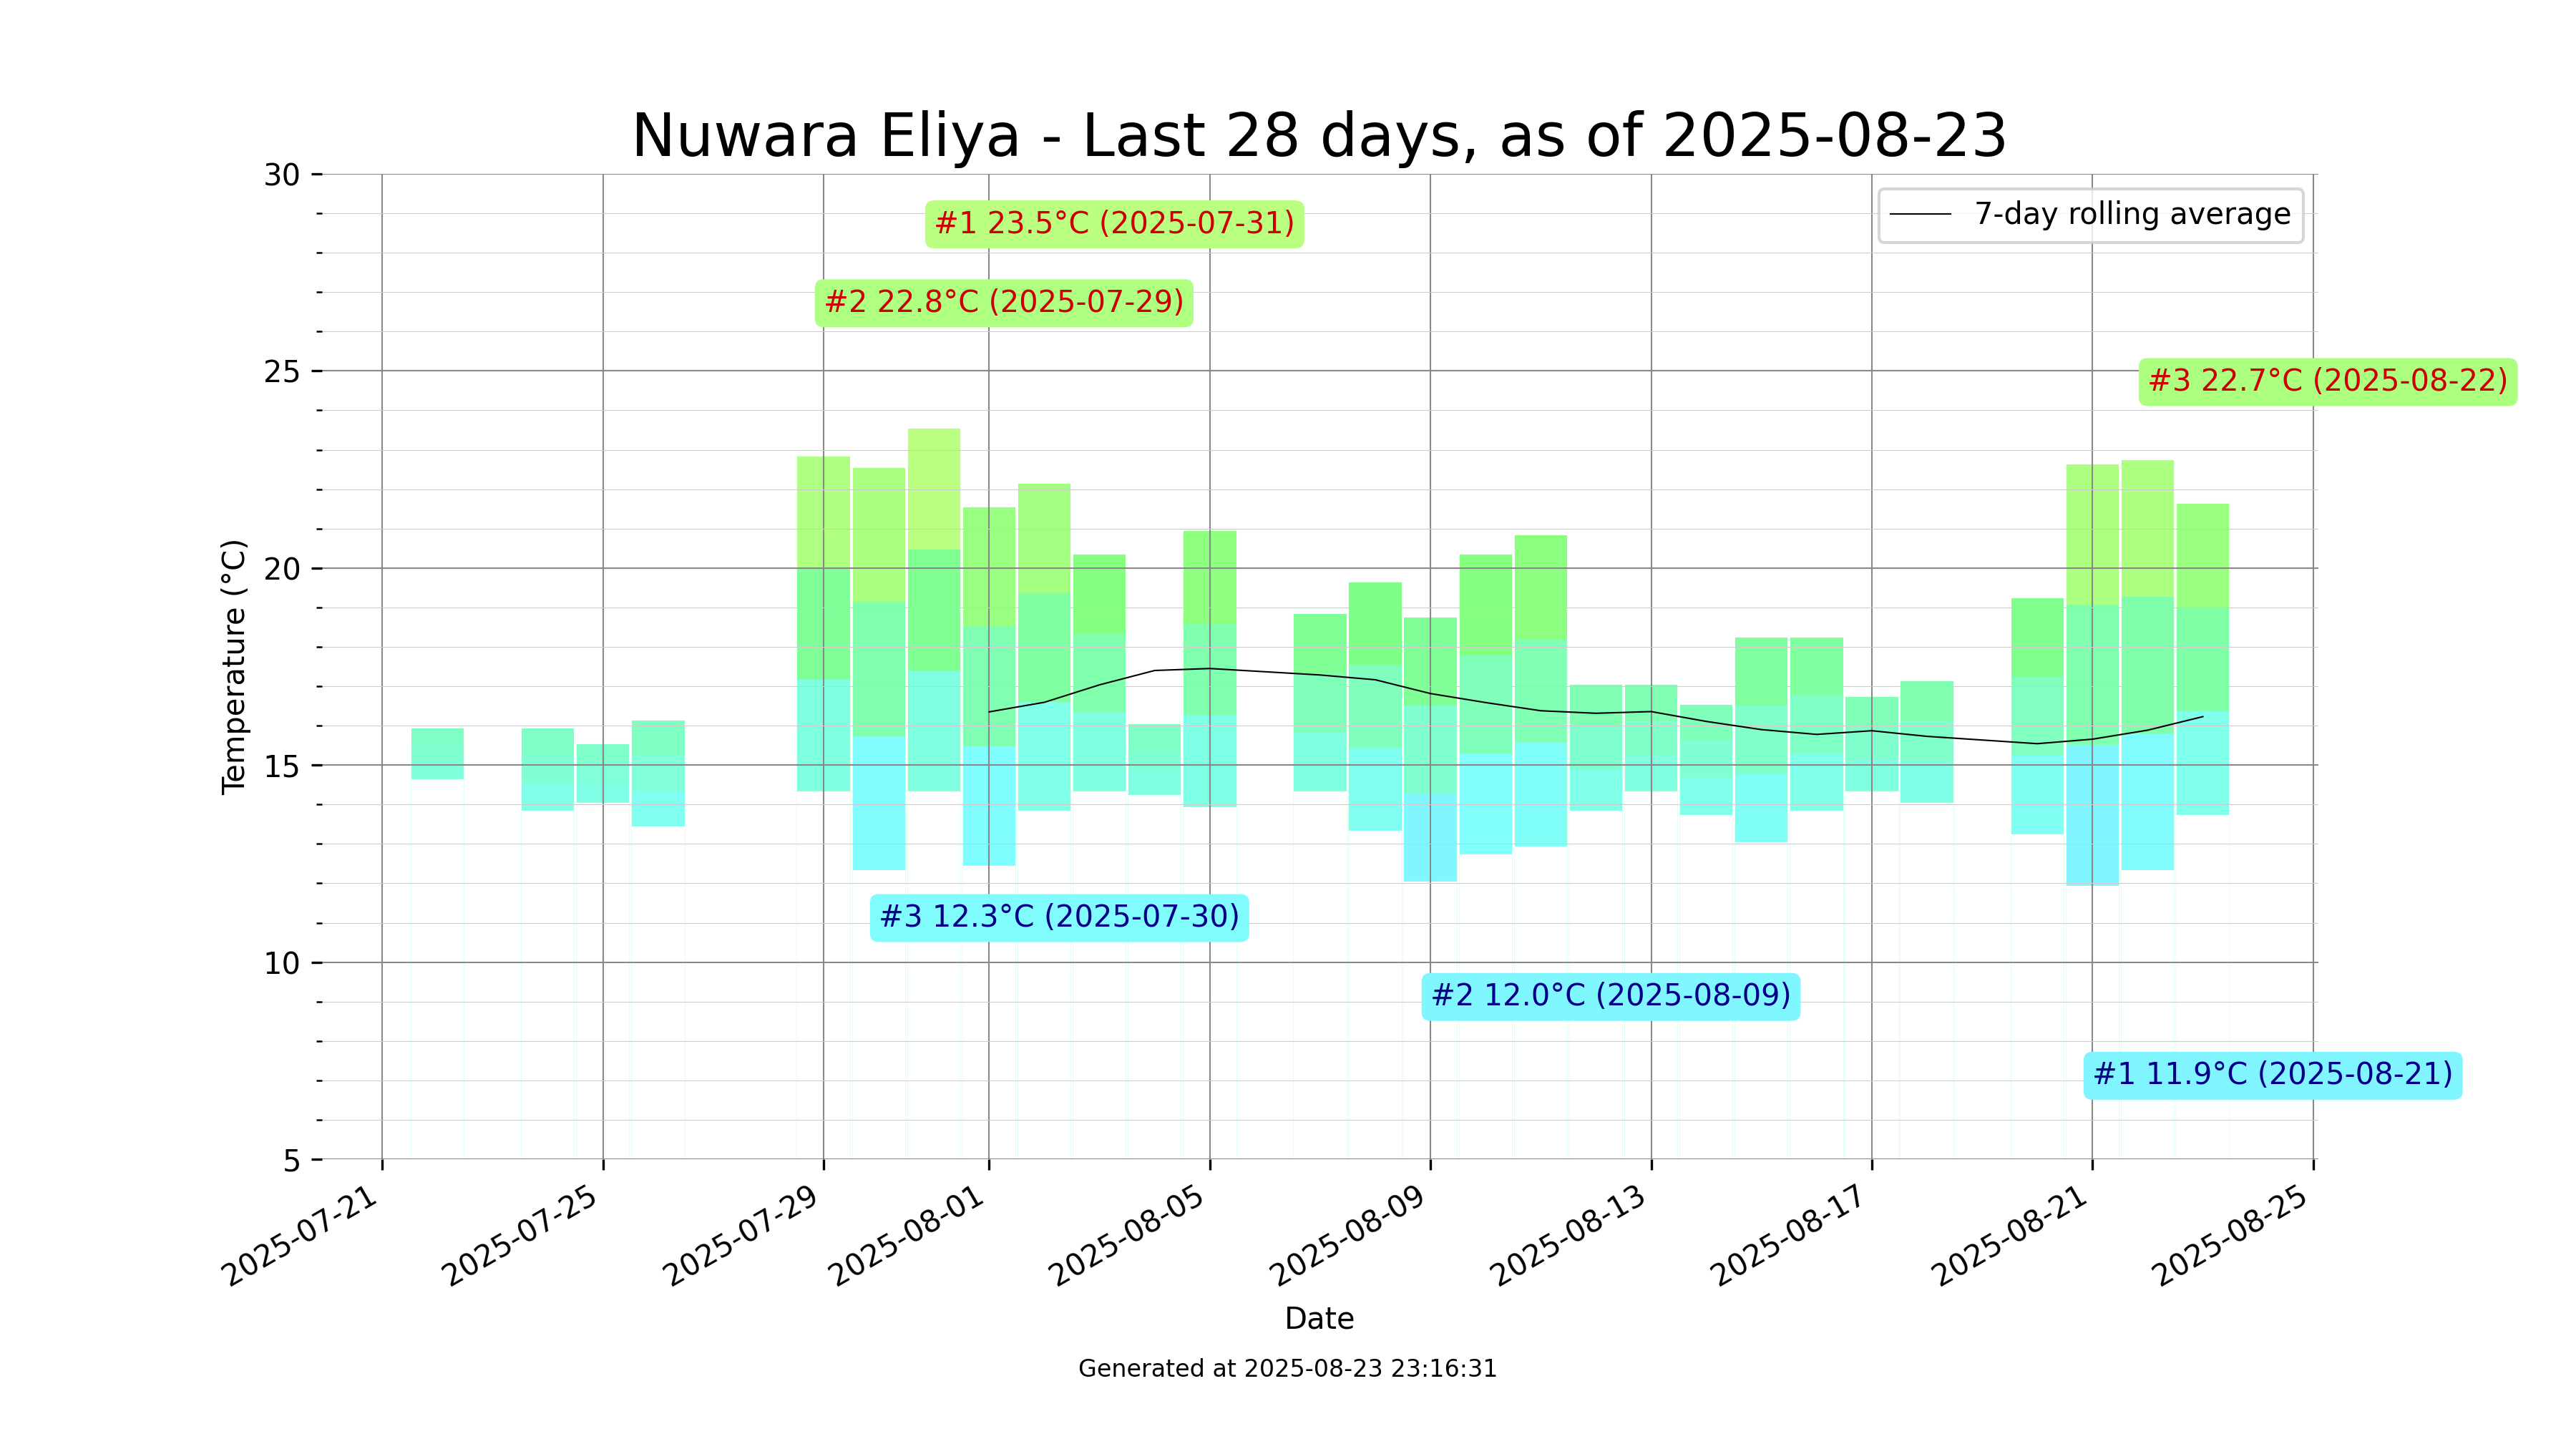 Nuwara Eliya - Last 28 days, as of 2025-08-23
7-day rolling average
#1 23.5°C (2025-07-31)
#2 22.8°C (2025-07-29)
#3 22.7°C (2025-08-22)
#3 12.3°C (2025-07-30)
#2 12.0°C (2025-08-09)
#1 11.9°C (2025-08-21)
Temperature (°C)
30
25
20
15
10
5
2025-07-21
2025-07-25
2025-07-29
2025-08-01
2025-08-05
2025-08-09
2025-08-13
2025-08-17
2025-08-21
2025-08-25
Date
Generated at 2025-08-23 23:16:31